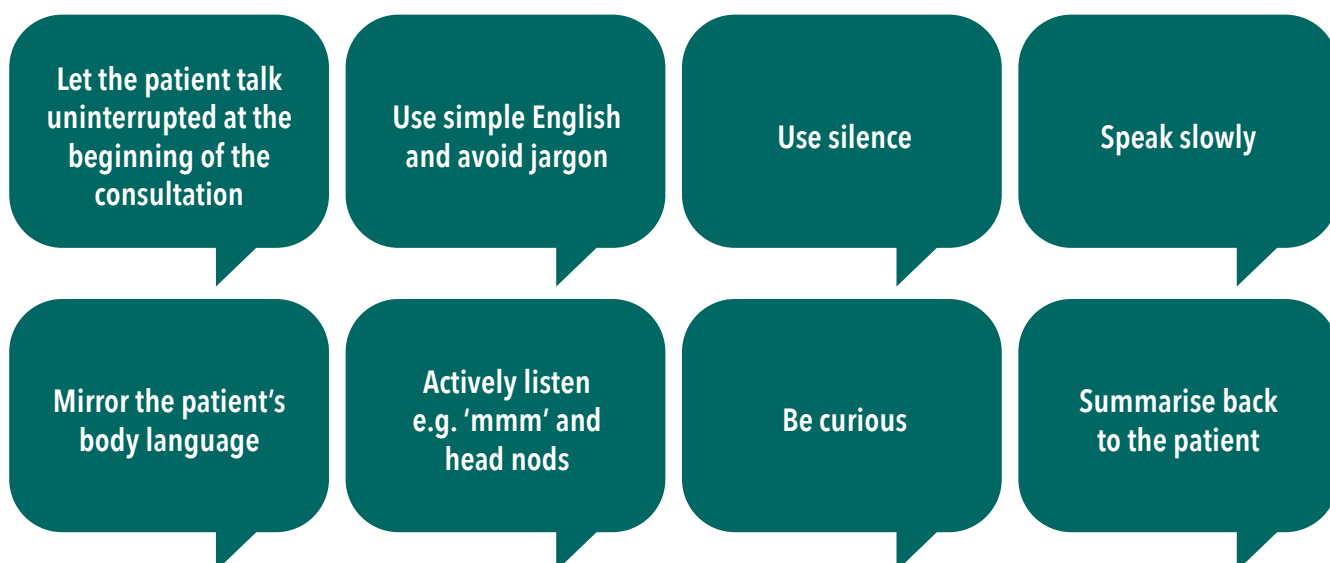 Let the patient talk
uninterrupted at the
beginning of the
consultation
Use simple English
and avoid jargon
Use silence
Speak slowly
Mirror the patient’s
body language
Actively listen
e.g. ‘mmm’ and
head nods
Be curious
Summarise back
to the patient